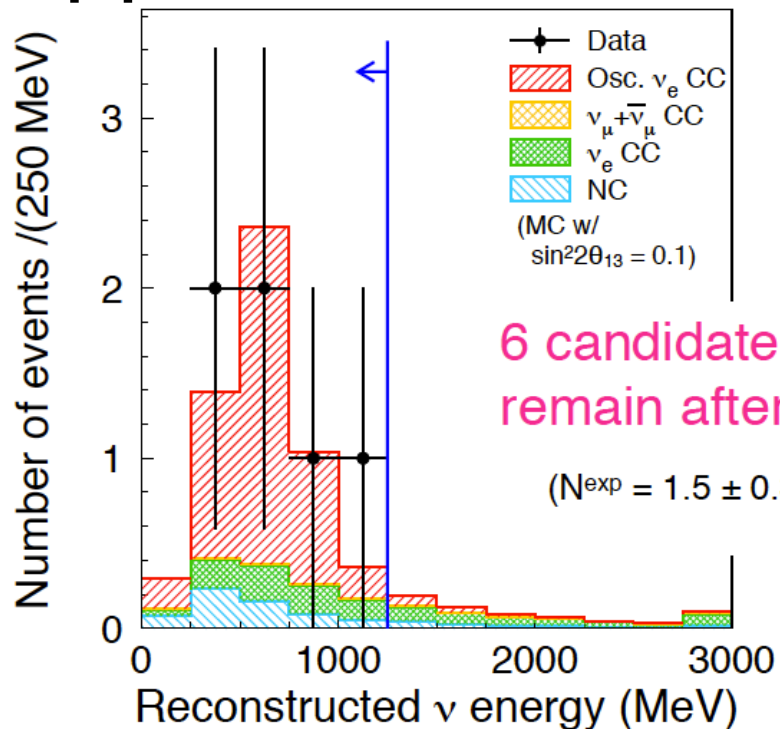 Number of events /(250 MeV)
3
2
1
0
Data
Osc. νe CC
νμ+ν̅μ CC
νe CC
NC
(MC w/
sin²2θ₁₃ = 0.1)
6 candidate
remain after
(Nexp = 1.5 ± 0.
0 1000 2000 3000
Reconstructed ν energy (MeV)